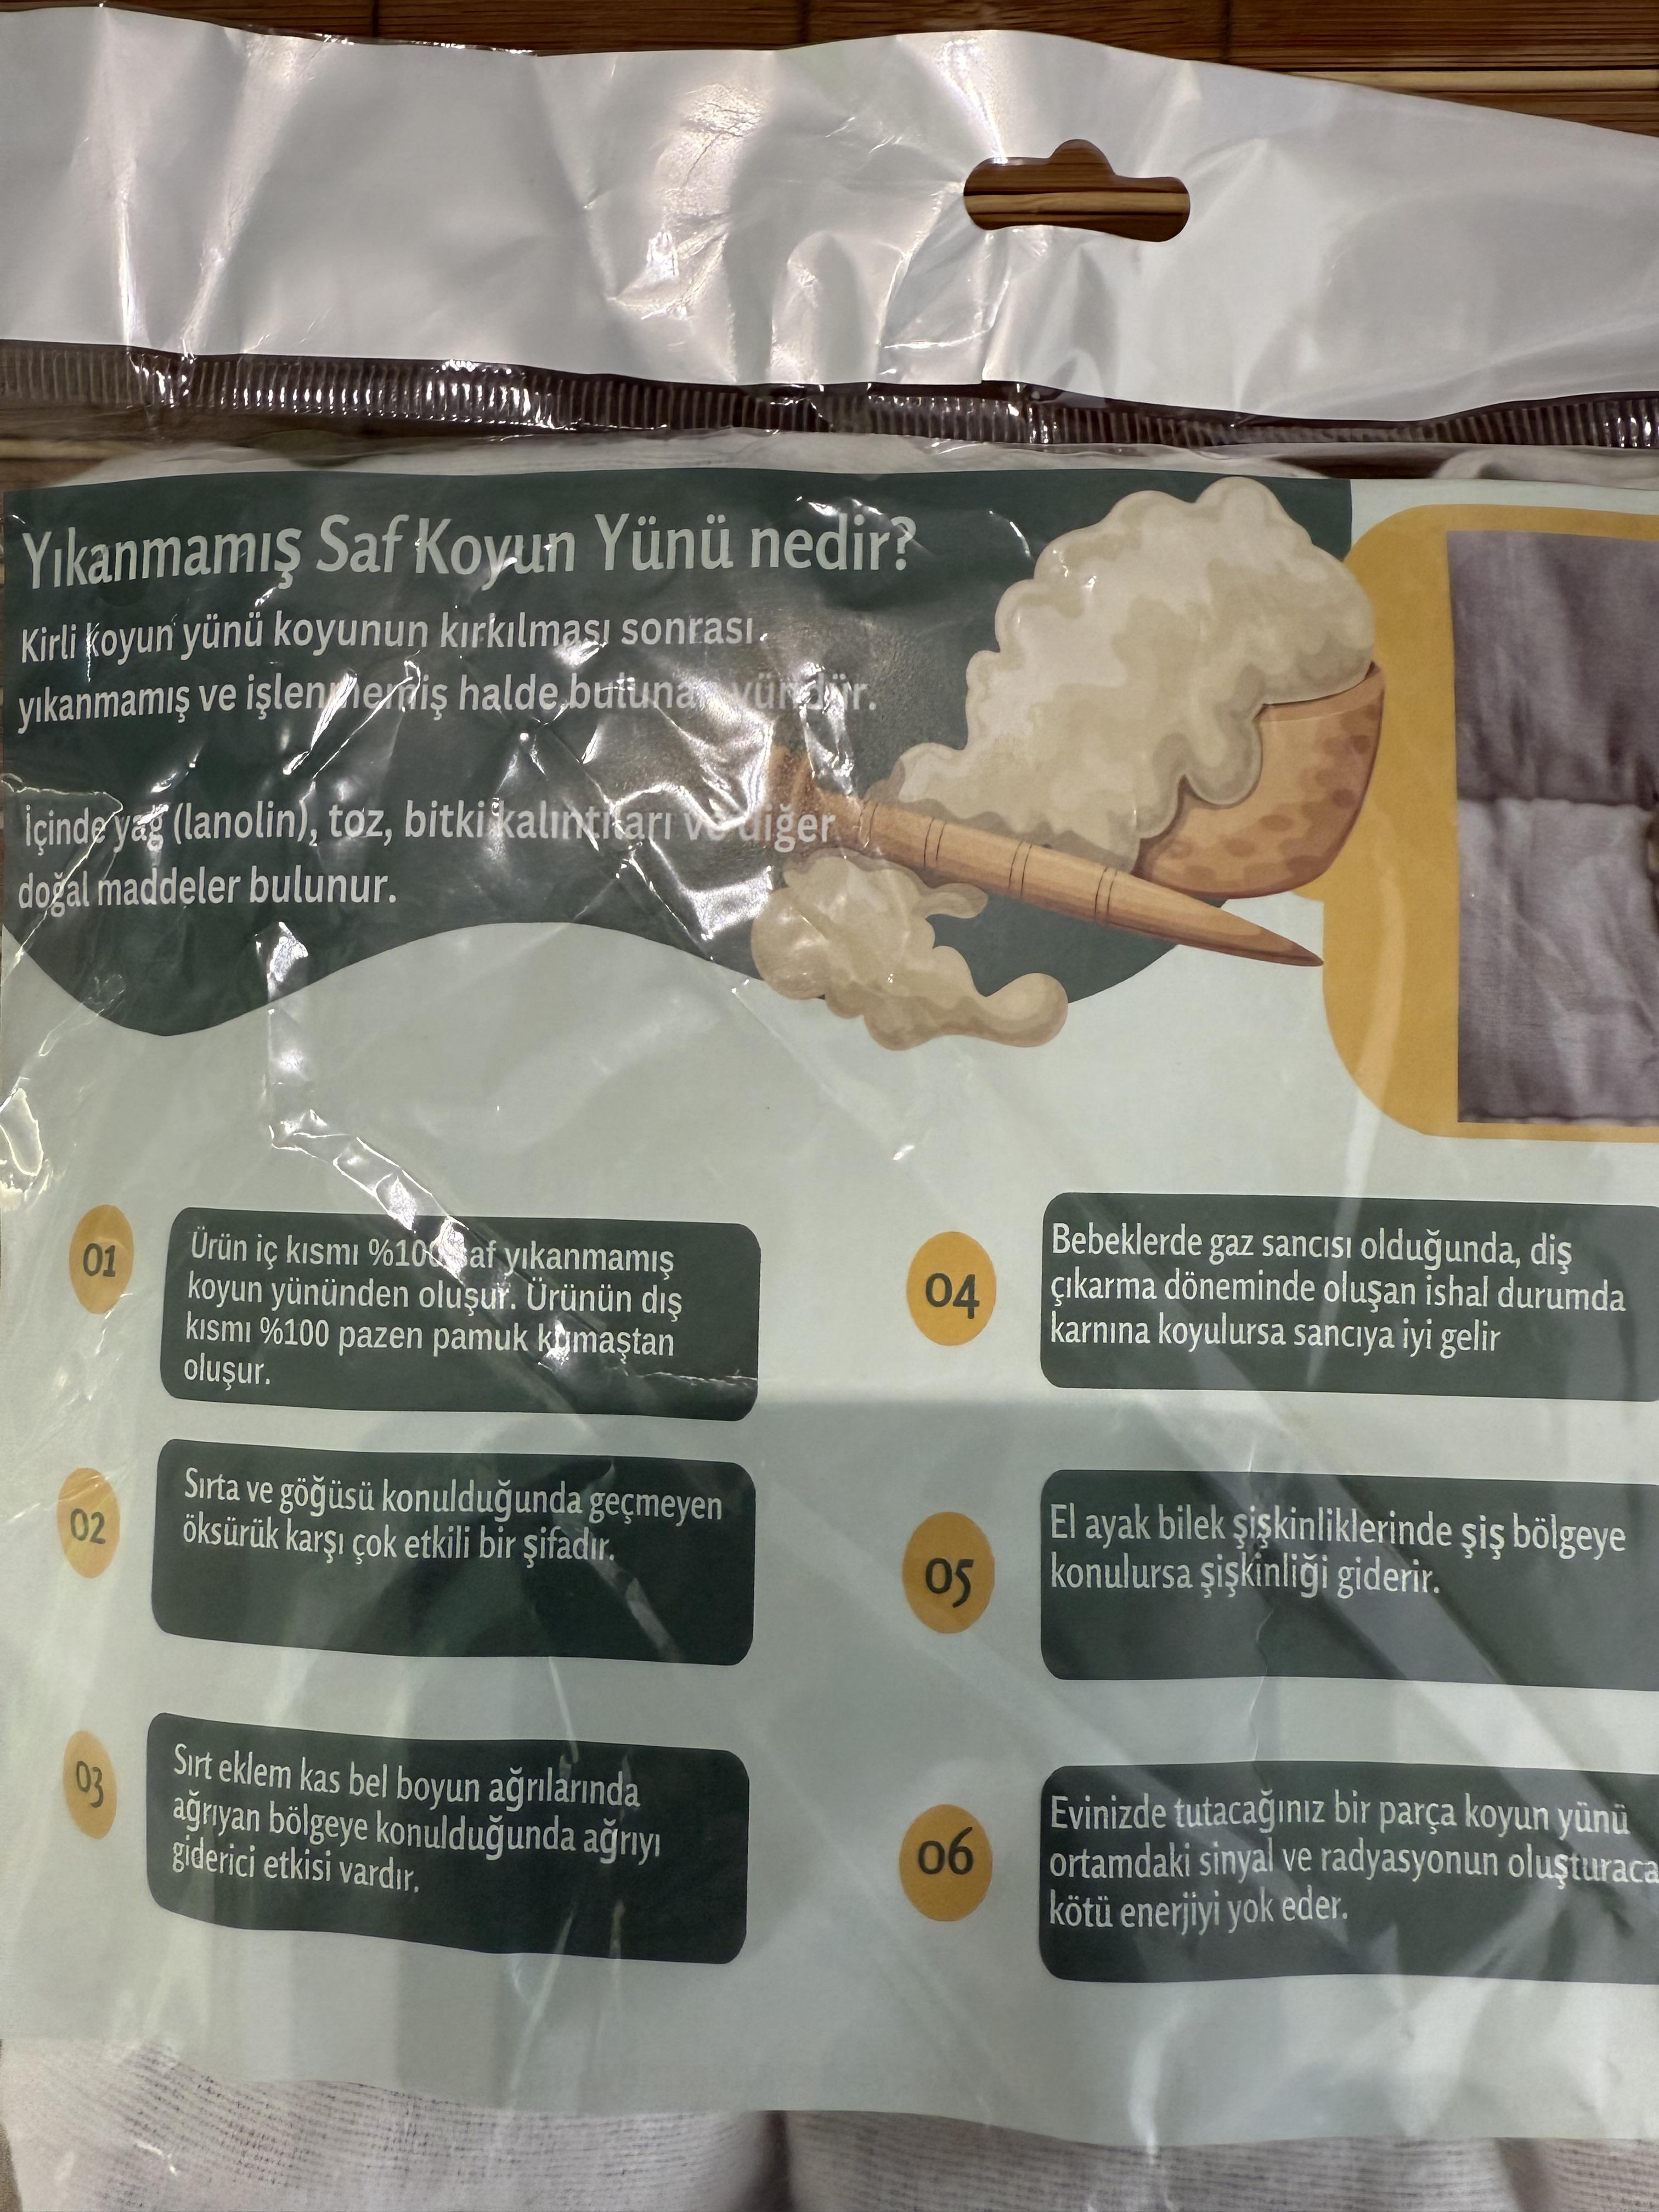 Yıkanmamış Saf Koyun Yünü nedir?
Kirli koyun yünü koyunun kırkılması sonrası
yıkanmamış ve işlenmemiş halde bulunan yündür.
İçinde yağ (lanolin), toz, bitki kalıntıları ve diğer
doğal maddeler bulunur.
01
Ürün iç kısmı %100 saf yıkanmamış
koyun yününden oluşur. Ürünün dış
kısmı %100 pazen pamuk kumaştan
oluşur.
02
Sırta ve göğüsü konulduğunda geçmeyen
öksürük karşı çok etkili bir şifadır.
03
Sırt eklem kas bel boyun ağrılarında
ağrıyan bölgeye konulduğunda ağrıyı
giderici etkisi vardır.
04
Bebeklerde gaz sancısı olduğunda, diş
çıkarma döneminde oluşan ishal durumda
karnına koyulursa sancıya iyi gelir
05
El ayak bilek şişkinliklerinde şiş bölgeye
konulursa şişkinliği giderir.
06
Evinizde tutacağınız bir parça koyun yünü
ortamdaki sinyal ve radyasyonun oluşturaca
kötü enerjiyi yok eder.